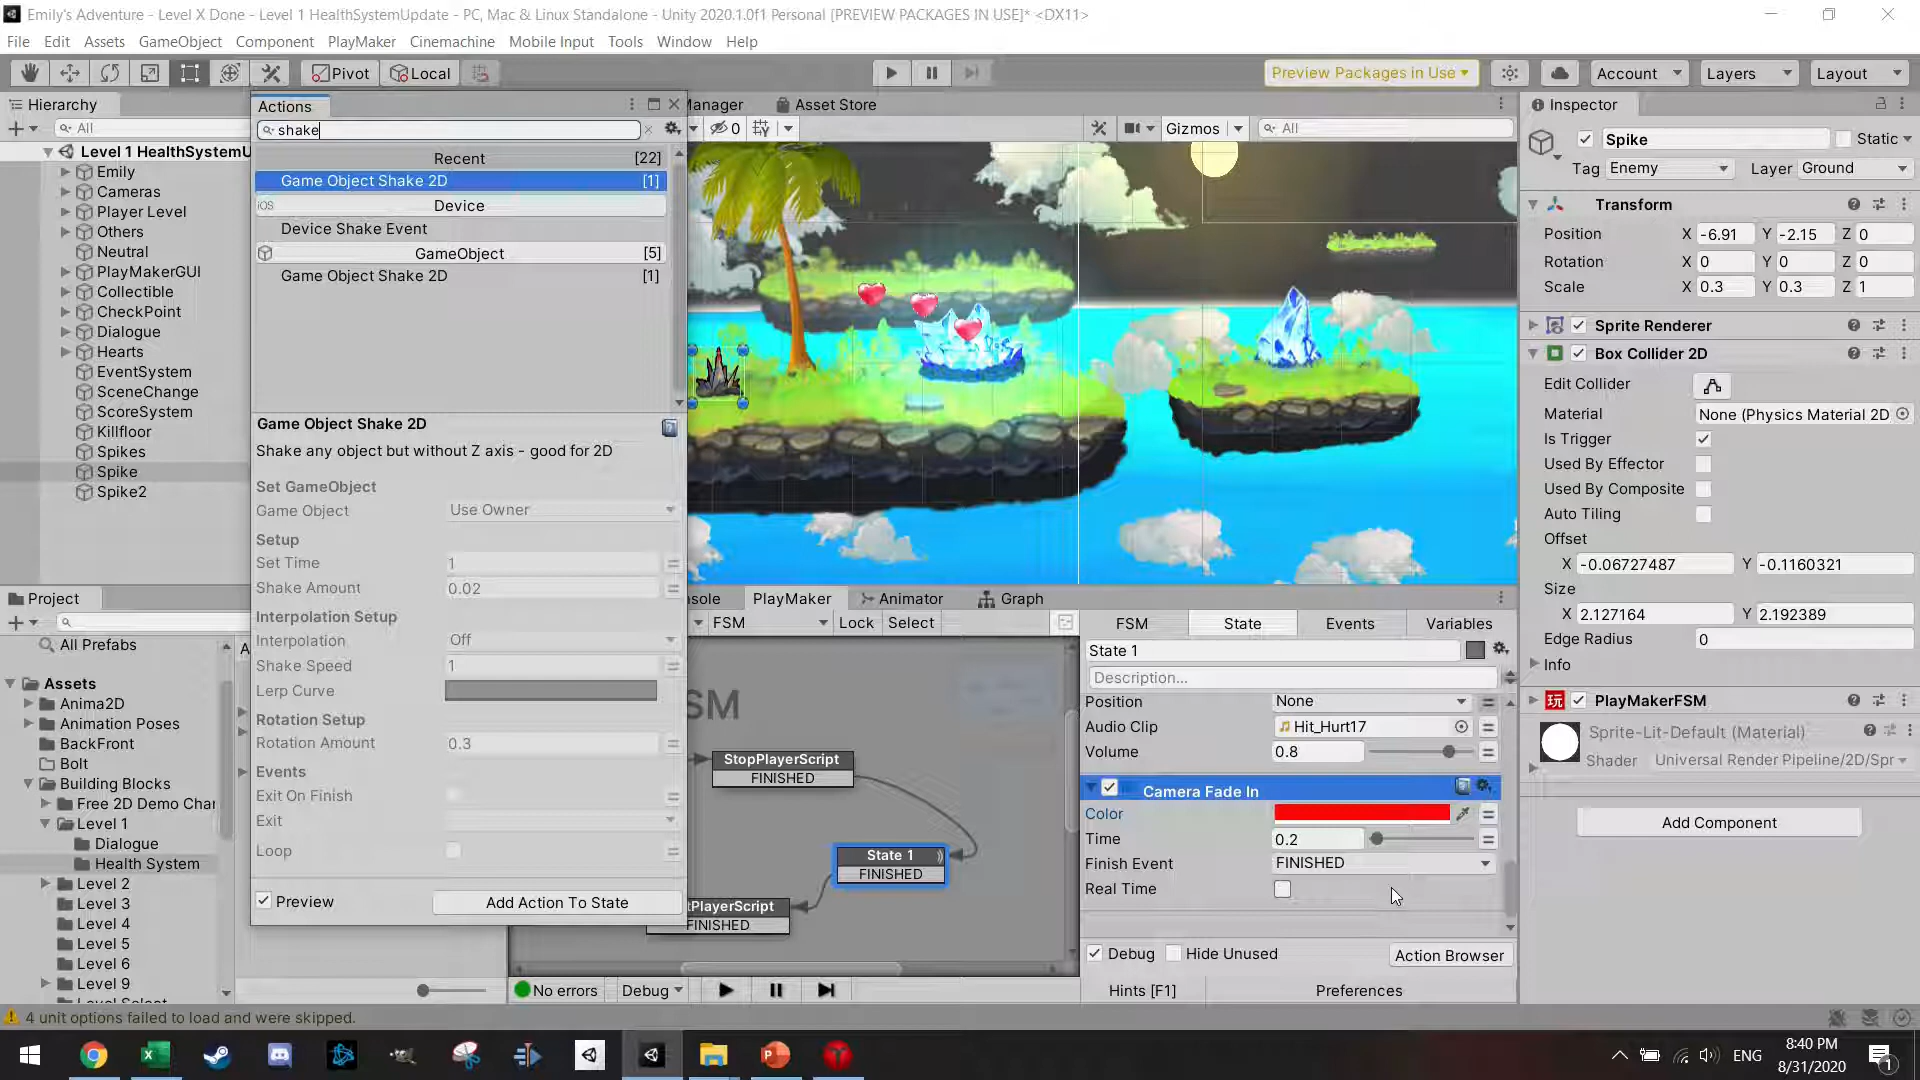 Emily's Adventure - Level X Done - Level 1 HealthSystemUpdate - PC, Mac & Linux Standalone - Unity 2020.1.0f1 Personal [PREVIEW PACKAGES IN USE]* <DX11>
File Edit Assets GameObject Component PlayMaker Cinemachine Mobile Input Tools Window Help
Pivot Local Preview Packages in Use Account Layers Layout
Hierarchy
All
Level 1 HealthSystemU
Emily
Cameras
Player Level
Others
Neutral
PlayMakerGUI
Collectible
CheckPoint
Dialogue
Hearts
EventSystem
SceneChange
ScoreSystem
Killfloor
Spikes
Spike
Spike2
Actions
shake
Recent [22]
Game Object Shake 2D [1]
iOS Device
Device Shake Event
GameObject [5]
Game Object Shake 2D [1]
Game Object Shake 2D
Shake any object but without Z axis - good for 2D
Set GameObject
Game Object Use Owner
Setup
Set Time 1
Shake Amount 0.02
Interpolation Setup
Interpolation Off
Shake Speed 1
Lerp Curve
Rotation Setup
Rotation Amount 0.3
Events
Exit On Finish
Exit
Loop
Preview Add Action To State
Manager Asset Store
0 Gizmos All
Project
All Prefabs
Assets
Anima2D
Animation Poses
BackFront
Bolt
Building Blocks
Free 2D Demo Char
Level 1
Dialogue
Health System
Level 2
Level 3
Level 4
Level 5
Level 6
Level 9
Level Select
A
nsole PlayMaker Animator Graph
FSM Lock Select
SM
StopPlayerScript
FINISHED
State 1
FINISHED
tPlayerScript
FINISHED
No errors Debug
FSM State Events Variables
State 1
Description...
Position None
Audio Clip Hit_Hurt17
Volume 0.8
Camera Fade In
Color
Time 0.2
Finish Event FINISHED
Real Time
Debug Hide Unused Action Browser
Hints [F1] Preferences
Inspector
Spike Static
Tag Enemy Layer Ground
Transform
Position X -6.91 Y -2.15 Z 0
Rotation X 0 Y 0 Z 0
Scale X 0.3 Y 0.3 Z 1
Sprite Renderer
Box Collider 2D
Edit Collider
Material None (Physics Material 2D
Is Trigger
Used By Effector
Used By Composite
Auto Tiling
Offset
X -0.06727487 Y -0.1160321
Size
X 2.127164 Y 2.192389
Edge Radius 0
Info
玩 PlayMakerFSM
Sprite-Lit-Default (Material)
Shader Universal Render Pipeline/2D/Spr
Add Component
4 unit options failed to load and were skipped.
ENG
8:40 PM
8/31/2020
1